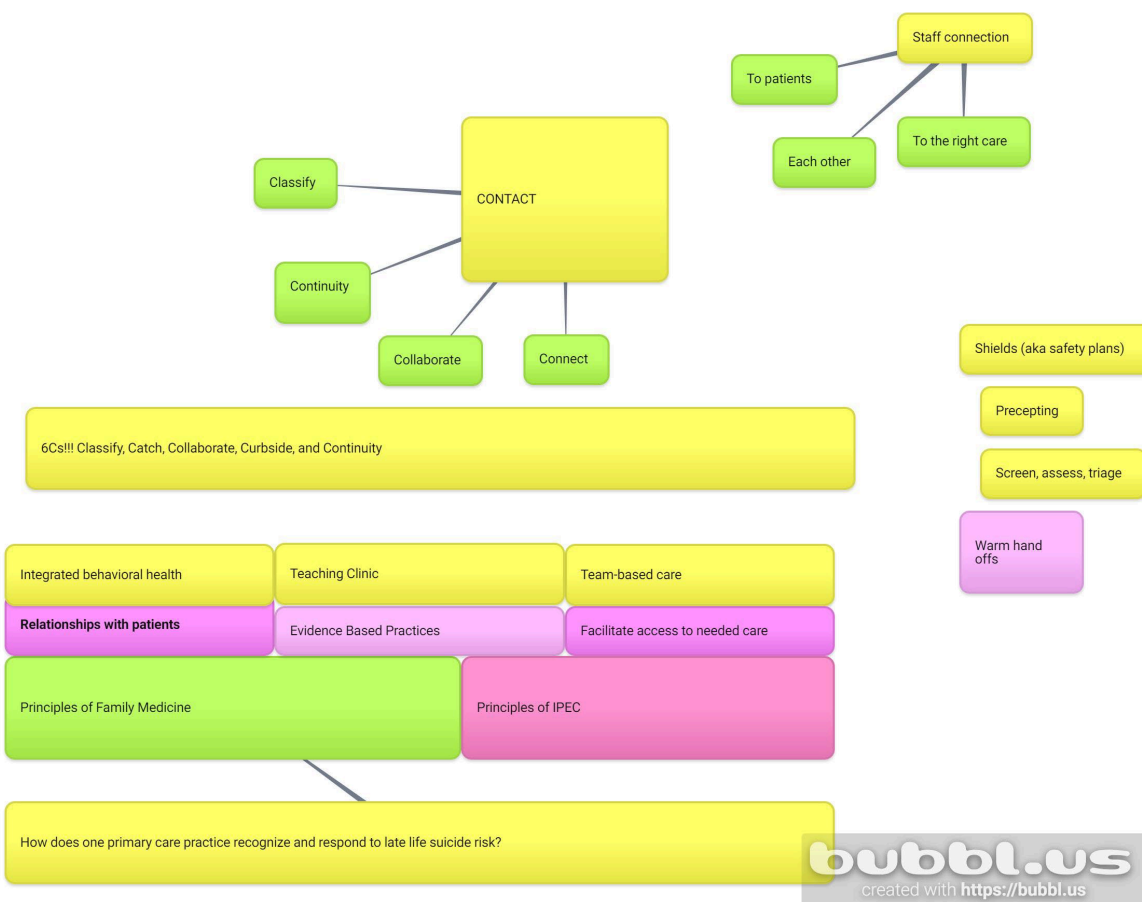 Staff connection
To patients
To the right care
Each other
CONTACT
Classify
Continuity
Collaborate
Connect
Shields (aka safety plans)
Precepting
Screen, assess, triage
Warm hand
offs
6Cs!!! Classify, Catch, Collaborate, Curbside, and Continuity
Integrated behavioral health
Teaching Clinic
Team-based care
Relationships with patients
Evidence Based Practices
Facilitate access to needed care
Principles of Family Medicine
Principles of IPEC
How does one primary care practice recognize and respond to late life suicide risk?
bubbl.us
created with https://bubbl.us